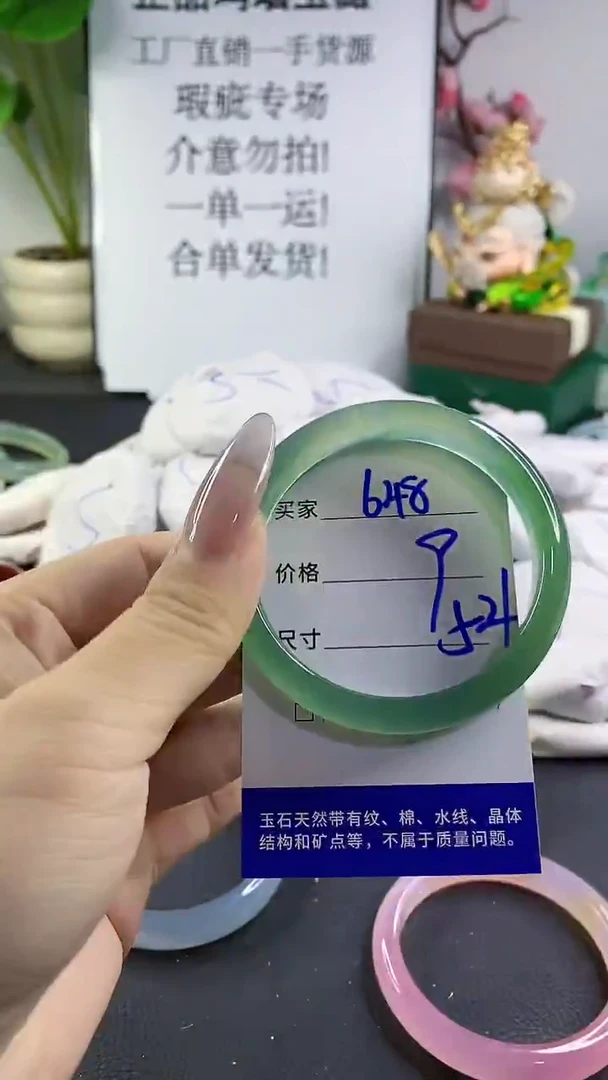 工厂直销一手货源
瑕疵专场
介意勿拍!
一单一运!
合单发货!
买家 648
价格
尺寸 54
玉石天然带有纹、棉、水线、晶体
结构和矿点等，不属于质量问题。